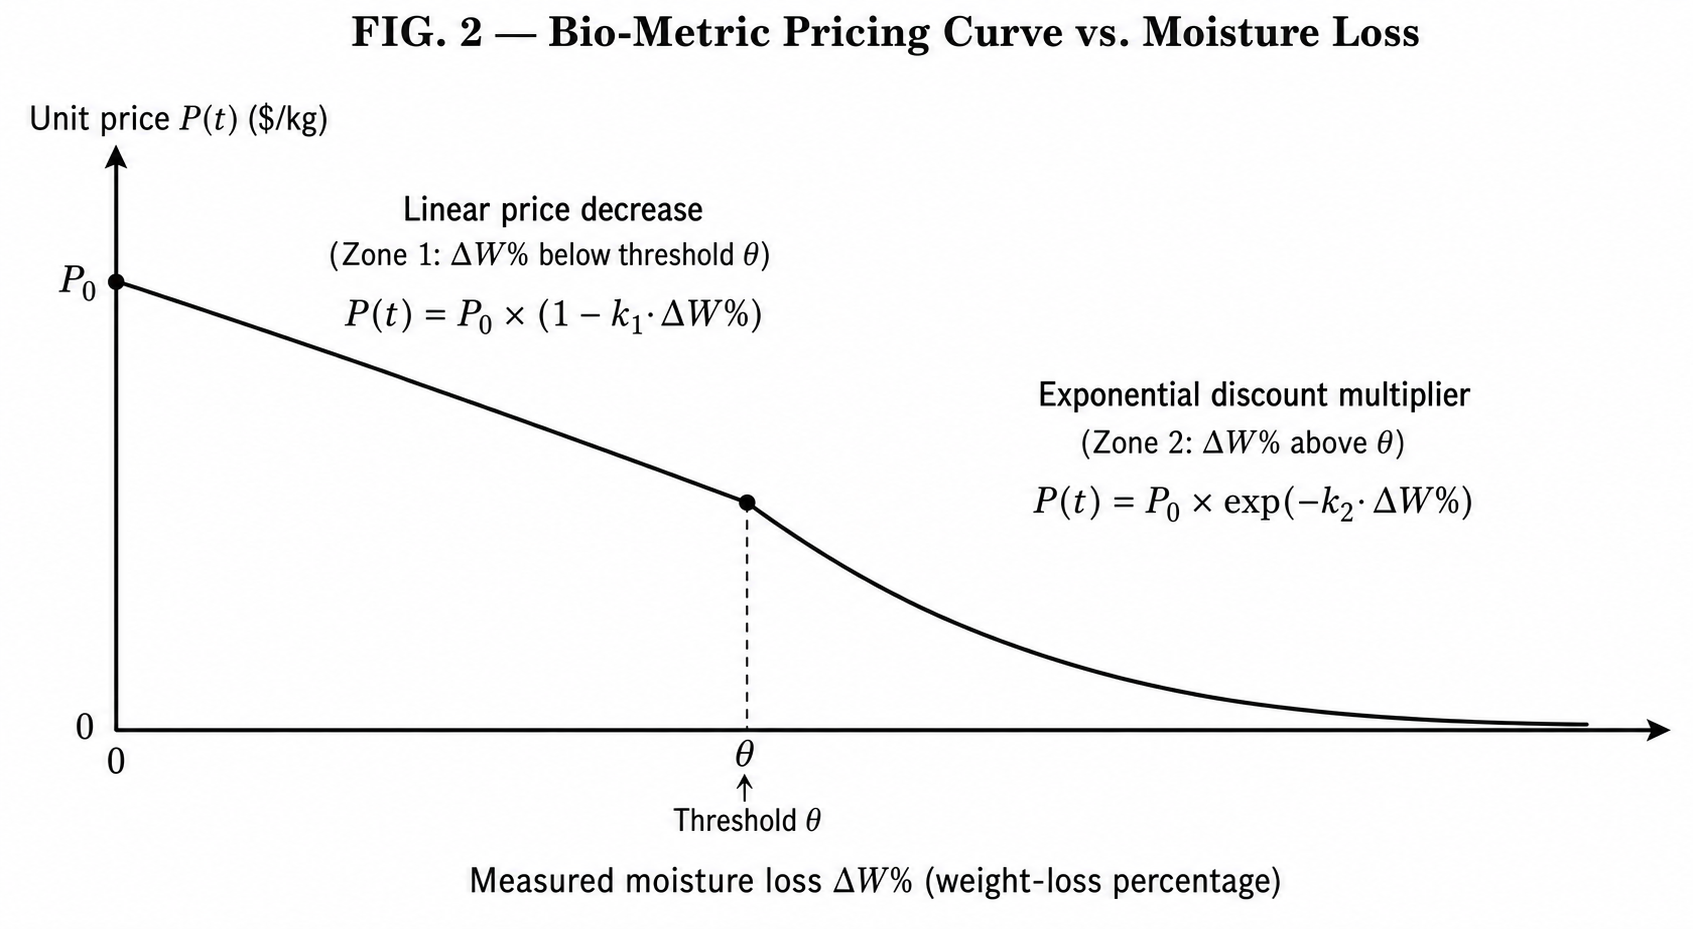 FIG. 2 — Bio-Metric Pricing Curve vs. Moisture Loss
Unit price P(t) ($/kg)
Linear price decrease
(Zone 1: ΔW% below threshold θ)
P₀
P(t) = P₀ × (1 − k₁· ΔW%)
Exponential discount multiplier
(Zone 2: ΔW% above θ)
P(t) = P₀ × exp(−k₂· ΔW%)
0
0
θ
Threshold θ
Measured moisture loss ΔW% (weight-loss percentage)